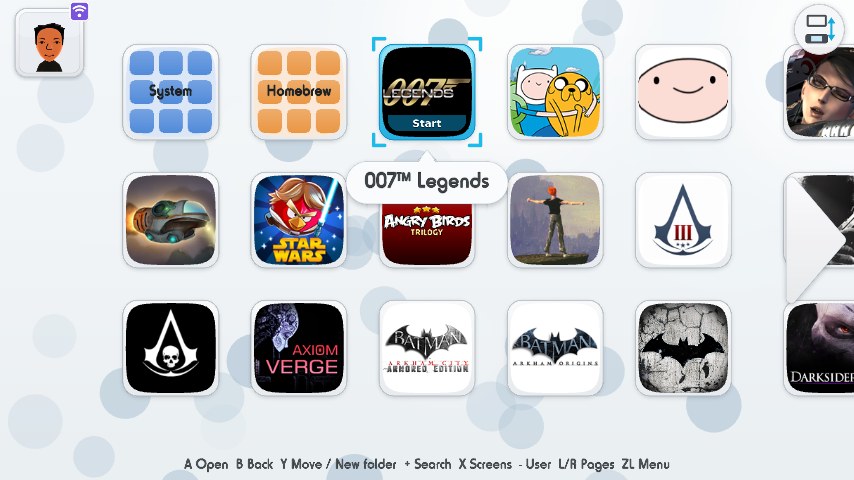 System
Homebrew
007
LEGENDS
Start
007™ Legends
STAR
WARS
ANGRY BIRDS
TRILOGY
III
AXIOM
VERGE
BATMAN
ARKHAM CITY
ARMORED EDITION
BATMAN
ARKHAM ORIGINS
DARKSIDER
A Open B Back Y Move / New folder + Search X Screens - User L/R Pages ZL Menu